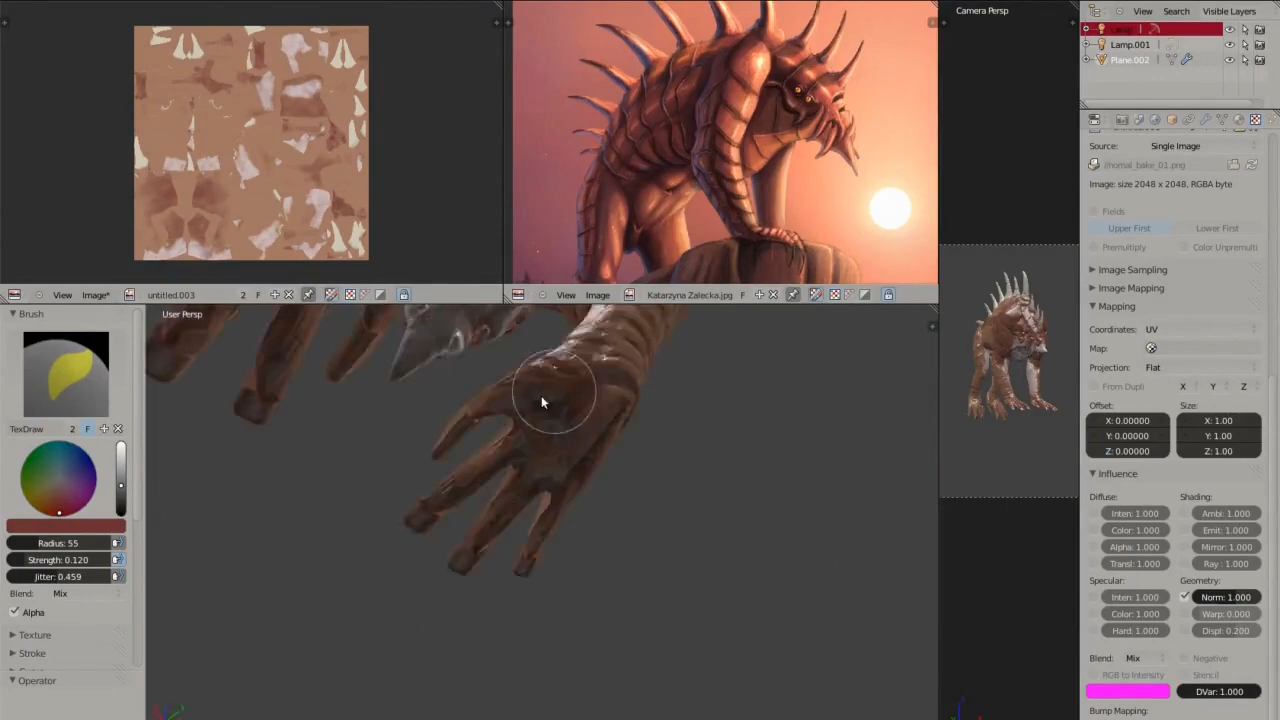 Camera Persp
View Search Visible Layers
Lamp.001
Plane.002
Source: Single Image
//nomal_bake_01.png
Image: size 2048 x 2048, RGBA byte
Fields
Upper First Lower First
Premultiply Color Unpremulti
Image Sampling
Image Mapping
Mapping
Coordinates: UV
Map:
Projection: Flat
From Dupli X Y Z
Offset: Size:
X: 0.00000 X: 1.00
Y: 0.00000 Y: 1.00
Z: 0.00000 Z: 1.00
Influence
Diffuse: Shading:
Inten: 1.000 Ambi: 1.000
Color: 1.000 Emit: 1.000
Alpha: 1.000 Mirror: 1.000
Transl: 1.000 Ray : 1.000
Specular: Geometry:
Inten: 1.000 Norm: 1.000
Color: 1.000 Warp: 0.000
Hard: 1.000 Displ: 0.200
Blend: Mix Negative
RGB to Intensity Stencil
DVar: 1.000
Bump Mapping:
View Image* untitled.003 2 F
View Image Katarzyna Zalecka.jpg F
Brush
User Persp
TexDraw 2 F
Radius: 55
Strength: 0.120
Jitter: 0.459
Blend: Mix
Alpha
Texture
Stroke
Operator